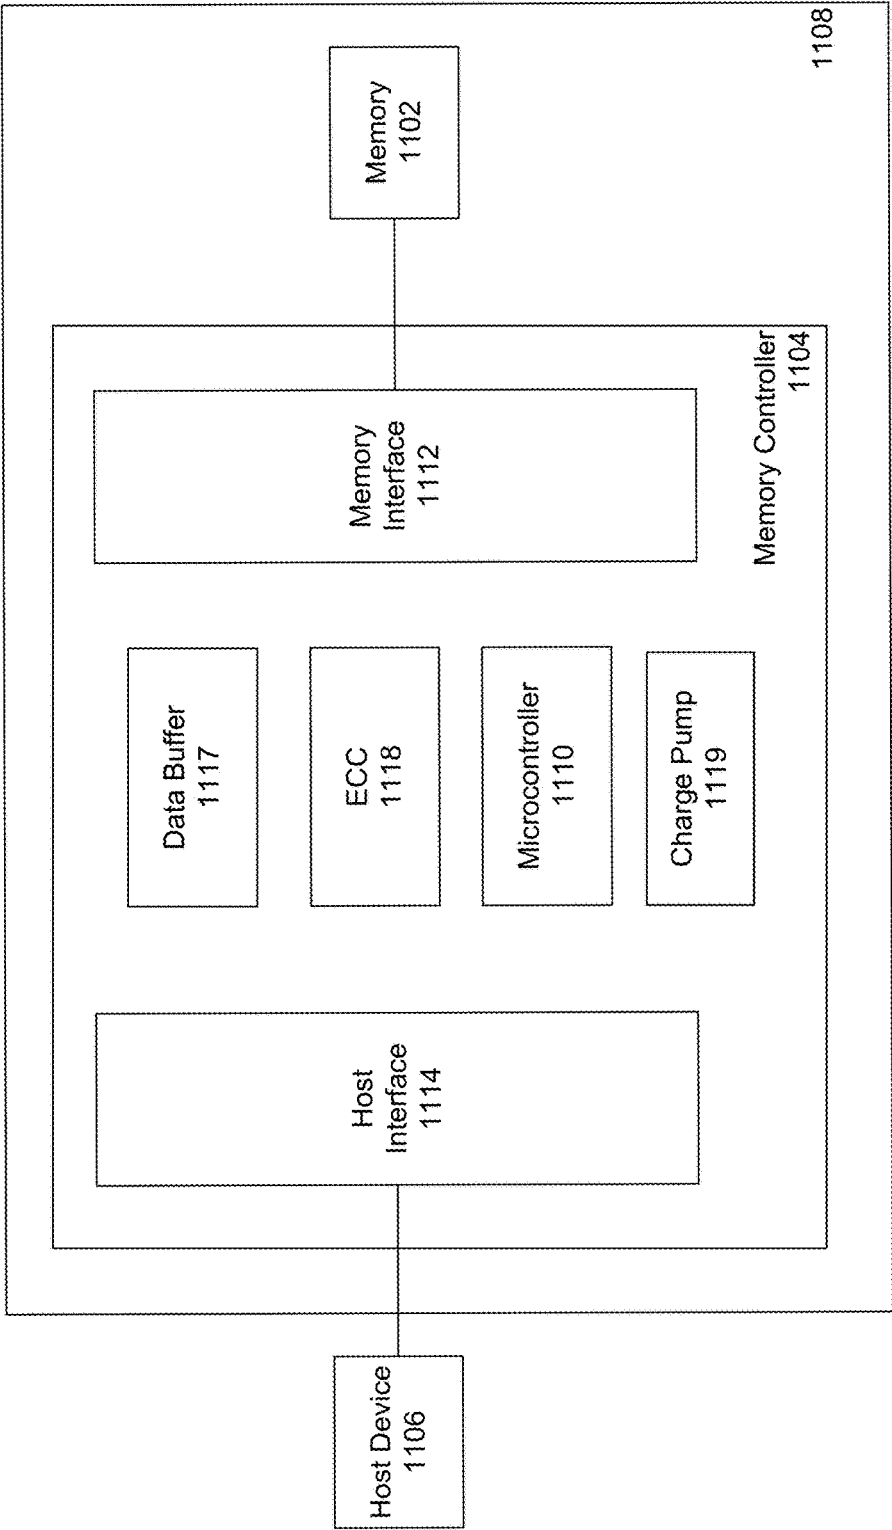 Host Device
1106
Host
Interface
1114
Data Buffer
1117
ECC
1118
Microcontroller
1110
Charge Pump
1119
Memory
Interface
1112
Memory Controller
1104
Memory
1102
1108